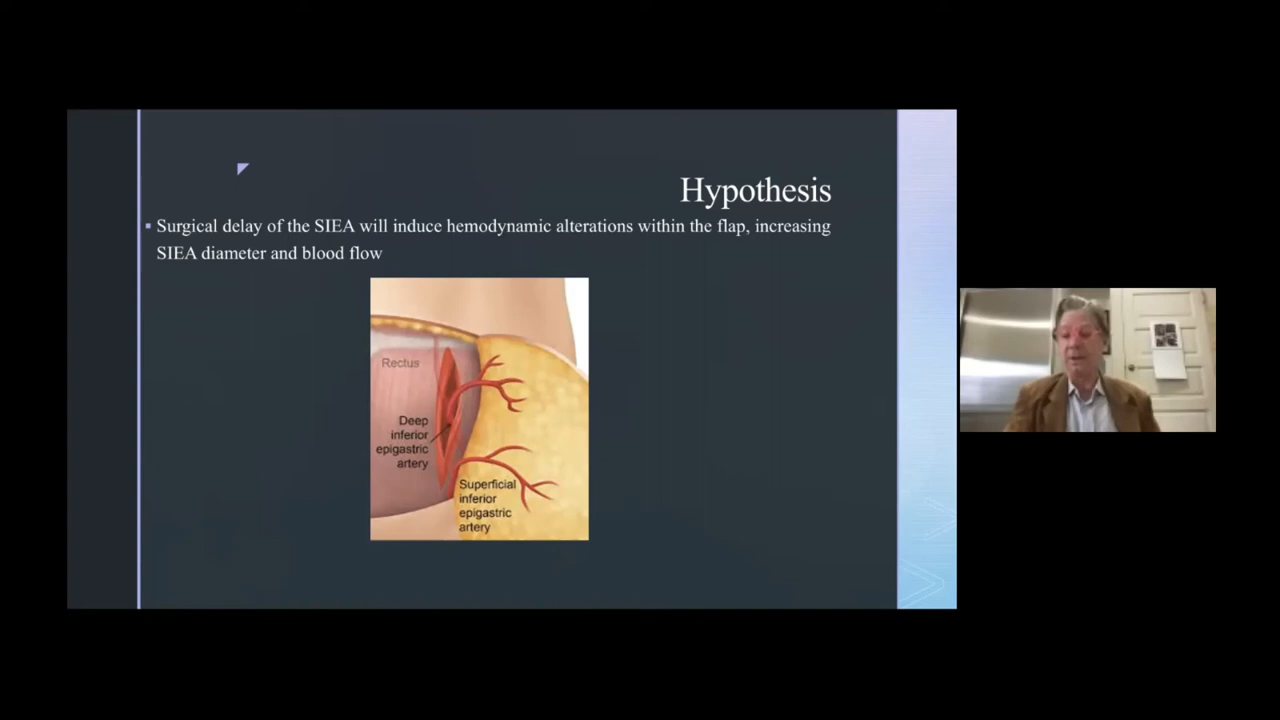 Hypothesis
▪ Surgical delay of the SIEA will induce hemodynamic alterations within the flap, increasing
SIEA diameter and blood flow
Rectus
Deep
inferior
epigastric
artery
Superficial
inferior
epigastric
artery